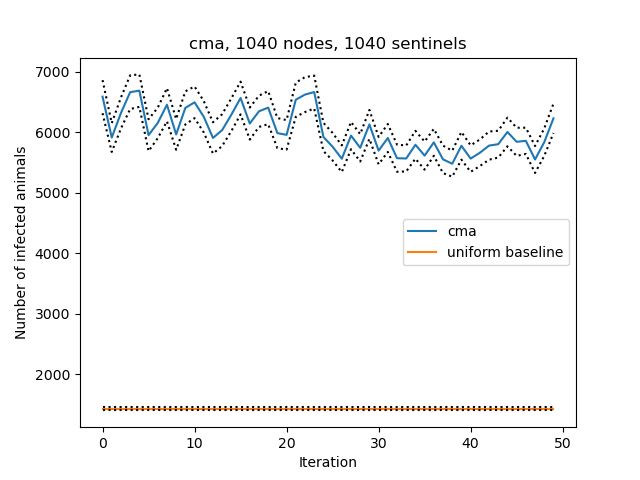 cma, 1040 nodes, 1040 sentinels
7000
6000
5000
4000
3000
2000
Number of infected animals
cma
uniform baseline
0
10
20
30
40
50
Iteration